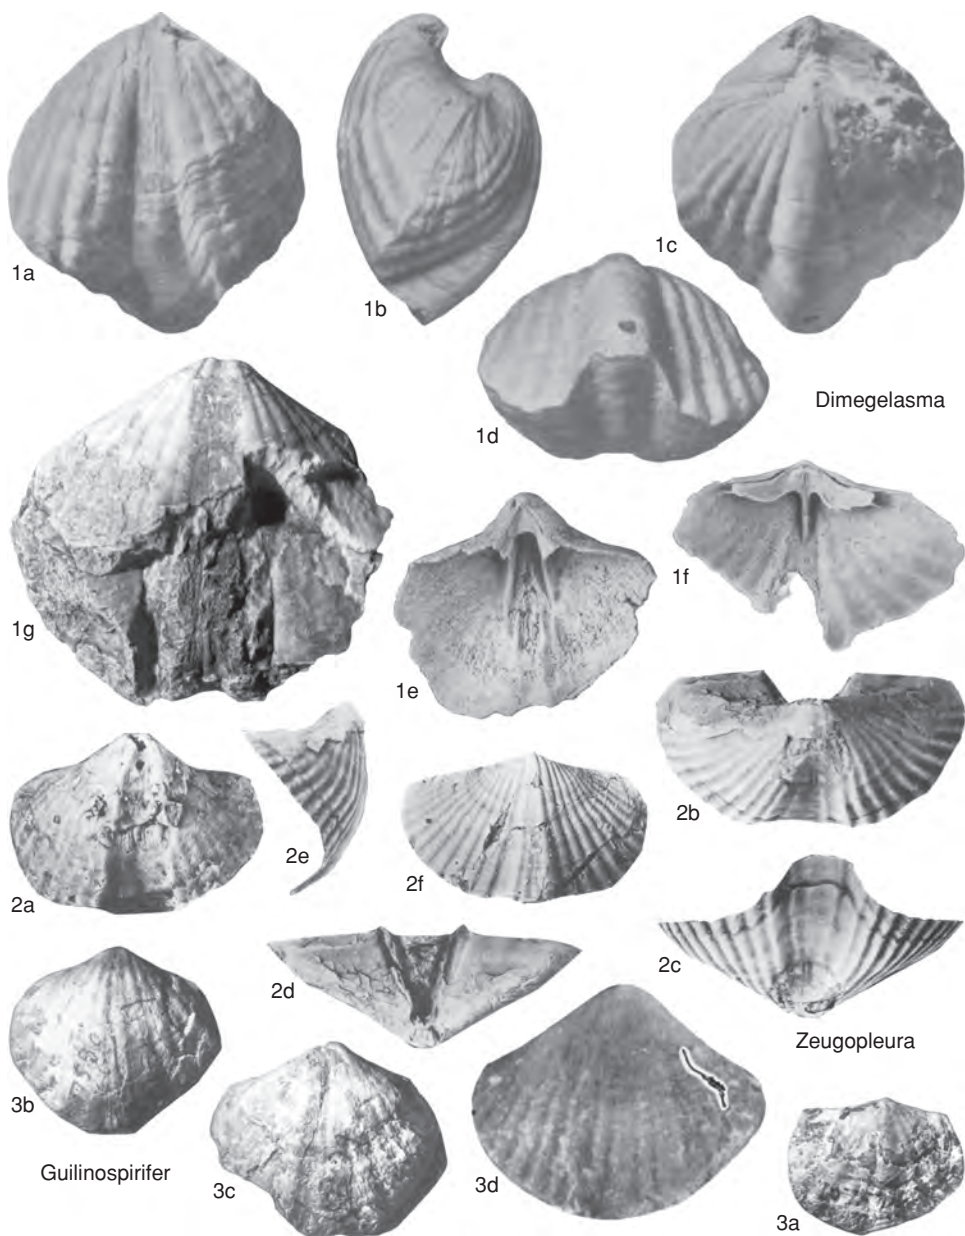 1a
1b
1c
1d
Dimegelasma
1g
1e
1f
2a
2e
2f
2b
2d
2c
Zeugopleura
3b
Guilinospirifer
3c
3d
3a